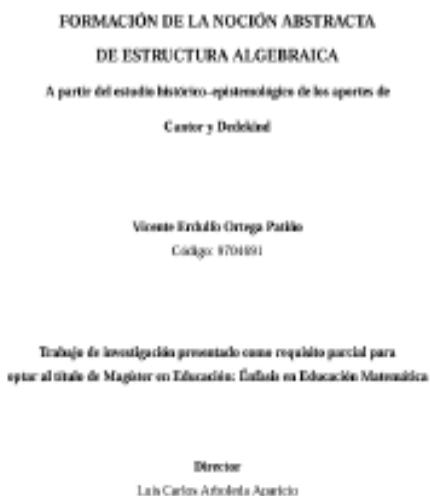 FORMACIÓN DE LA NOCIÓN ABSTRACTA
DE ESTRUCTURA ALGEBRAICA
A partir del estudio histórico-epistemológico de los aportes de
Cantor y Dedekind
Vicente Erdulfo Ortega Patiño
Código: 9704691
Trabajo de investigación presentado como requisito parcial para
optar al título de Magíster en Educación: Énfasis en Educación Matemática
Director
Luis Carlos Arboleda Aparicio